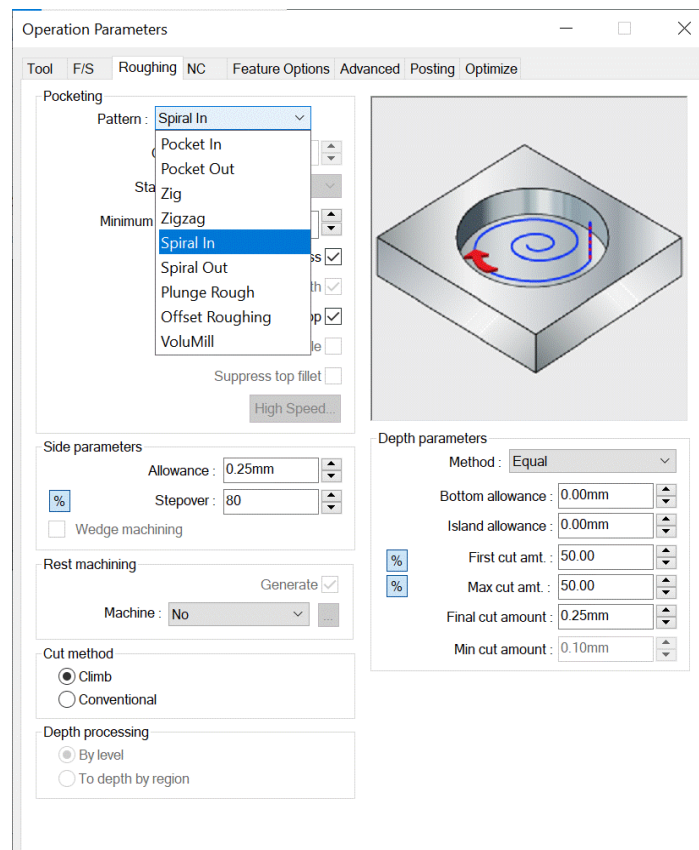 Operation Parameters
Tool F/S Roughing NC Feature Options Advanced Posting Optimize
Pocketing
Pattern : Spiral In
Pocket In
Pocket Out
Zig
Zigzag
Minimum
Spiral In
Spiral Out
Plunge Rough
Offset Roughing
VoluMill
Suppress top fillet
High Speed...
Side parameters
Allowance : 0.25mm
% Stepover : 80
Wedge machining
Rest machining
Generate
Machine : No ...
Cut method
Climb
Conventional
Depth processing
By level
To depth by region
Depth parameters
Method : Equal
Bottom allowance : 0.00mm
Island allowance : 0.00mm
% First cut amt. : 50.00
% Max cut amt. : 50.00
Final cut amount : 0.25mm
Min cut amount : 0.10mm